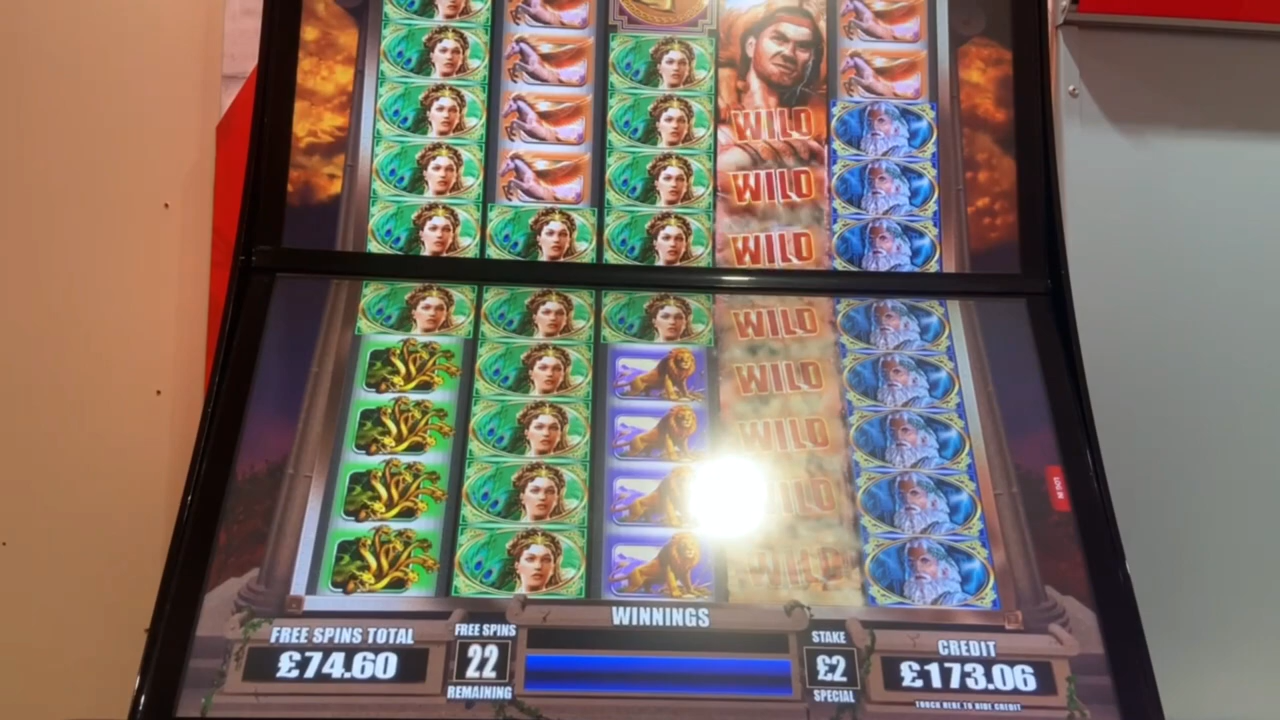 WILD
WILD
WILD
WILD
WILD
WILD
WILD
WILD
WINNINGS
FREE SPINS TOTAL
£74.60
FREE SPINS
22
REMAINING
STAKE
£2
SPECIAL
CREDIT
£173.06
TOUCH HERE TO HIDE CREDIT